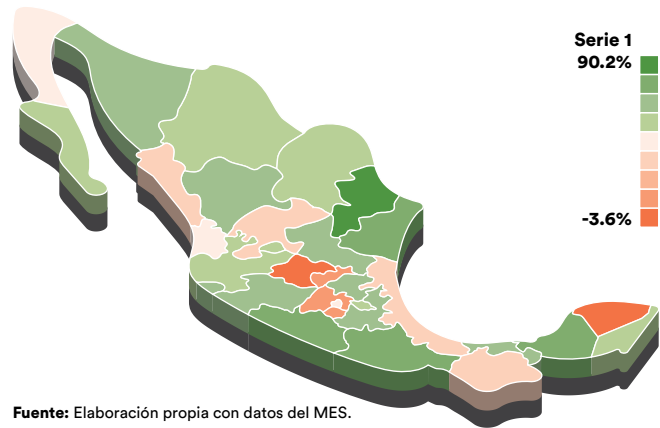 Serie 1
90.2%
-3.6%
Fuente: Elaboración propia con datos del MES.